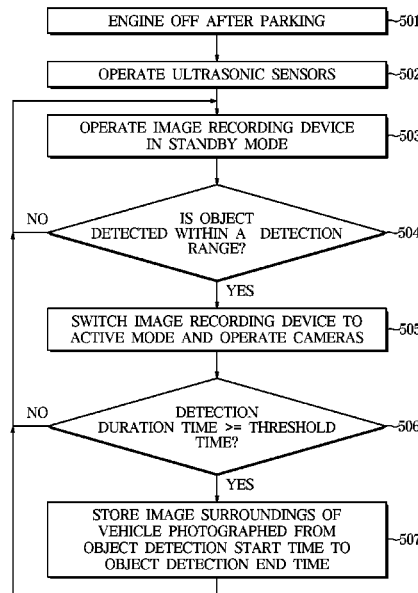 ENGINE OFF AFTER PARKING
501
OPERATE ULTRASONIC SENSORS
502
OPERATE IMAGE RECORDING DEVICE
IN STANDBY MODE
503
IS OBJECT
DETECTED WITHIN A DETECTION
RANGE?
504
NO
YES
SWITCH IMAGE RECORDING DEVICE TO
ACTIVE MODE AND OPERATE CAMERAS
505
DETECTION
DURATION TIME >= THRESHOLD
TIME?
506
NO
YES
STORE IMAGE SURROUNDINGS OF
VEHICLE PHOTOGRAPHED FROM
OBJECT DETECTION START TIME TO
OBJECT DETECTION END TIME
507